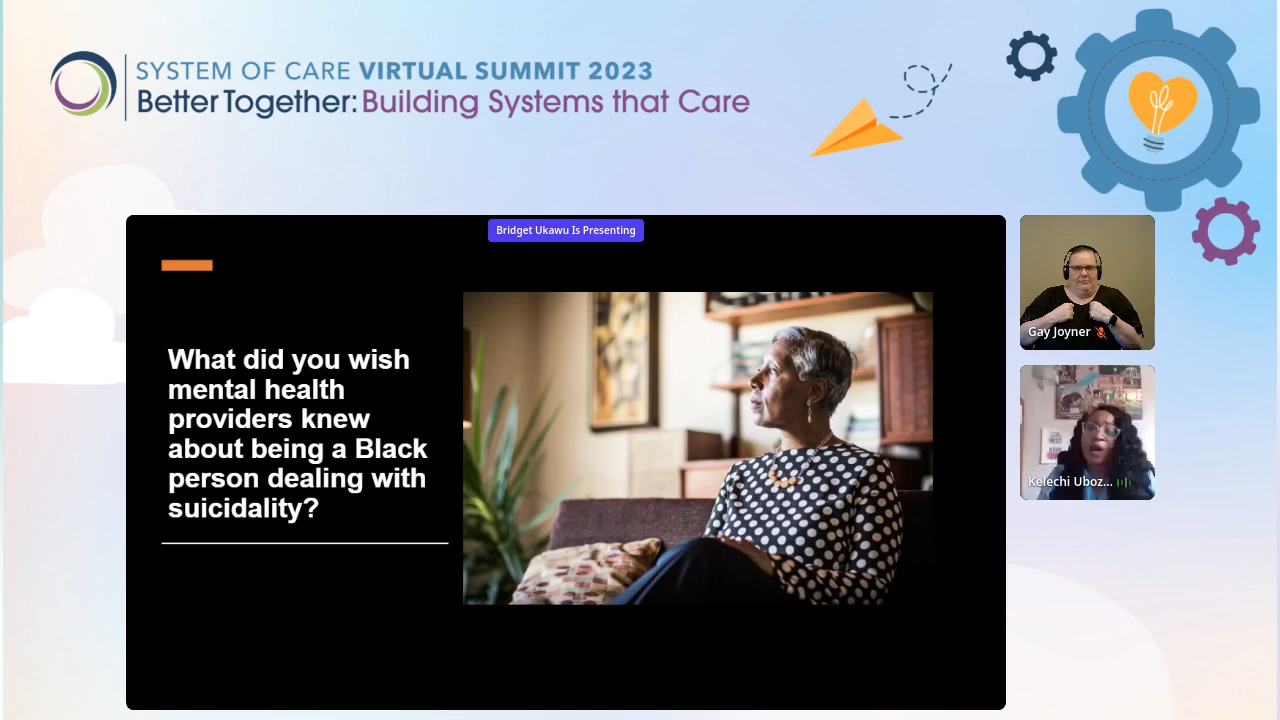 SYSTEM OF CARE VIRTUAL SUMMIT 2023
Better Together: Building Systems that Care
Bridget Ukawu Is Presenting
What did you wish
mental health
providers knew
about being a Black
person dealing with
suicidality?
Gay Joyner
Kelechi Uboz...